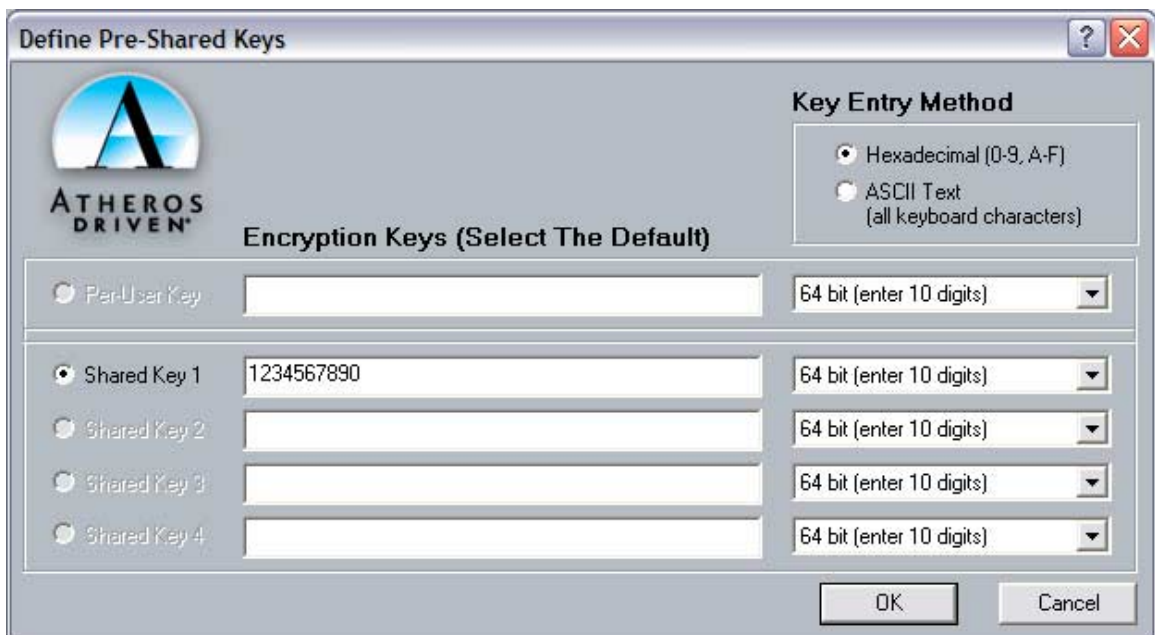 Define Pre-Shared Keys
Key Entry Method
Hexadecimal (0-9, A-F)
ASCII Text
(all keyboard characters)
ATHEROS
DRIVEN
Encryption Keys (Select The Default)
Per-User Key 64 bit (enter 10 digits)
Shared Key 1 1234567890 64 bit (enter 10 digits)
Shared Key 2 64 bit (enter 10 digits)
Shared Key 3 64 bit (enter 10 digits)
Shared Key 4 64 bit (enter 10 digits)
OK Cancel